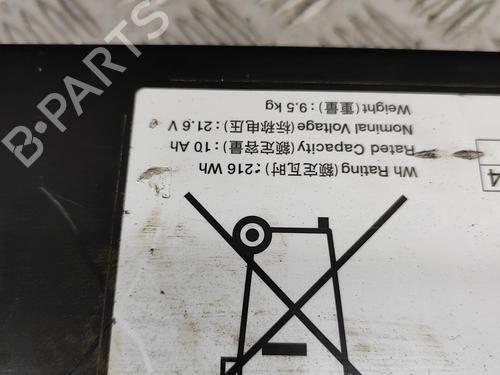 Wh Rating (额定瓦时) :216 Wh
Rated Capacity (额定容量) : 10 Ah
Nominal Voltage (标称电压) : 21.6 V
Weight (重量) : 9.5 kg
4
B-PARTS